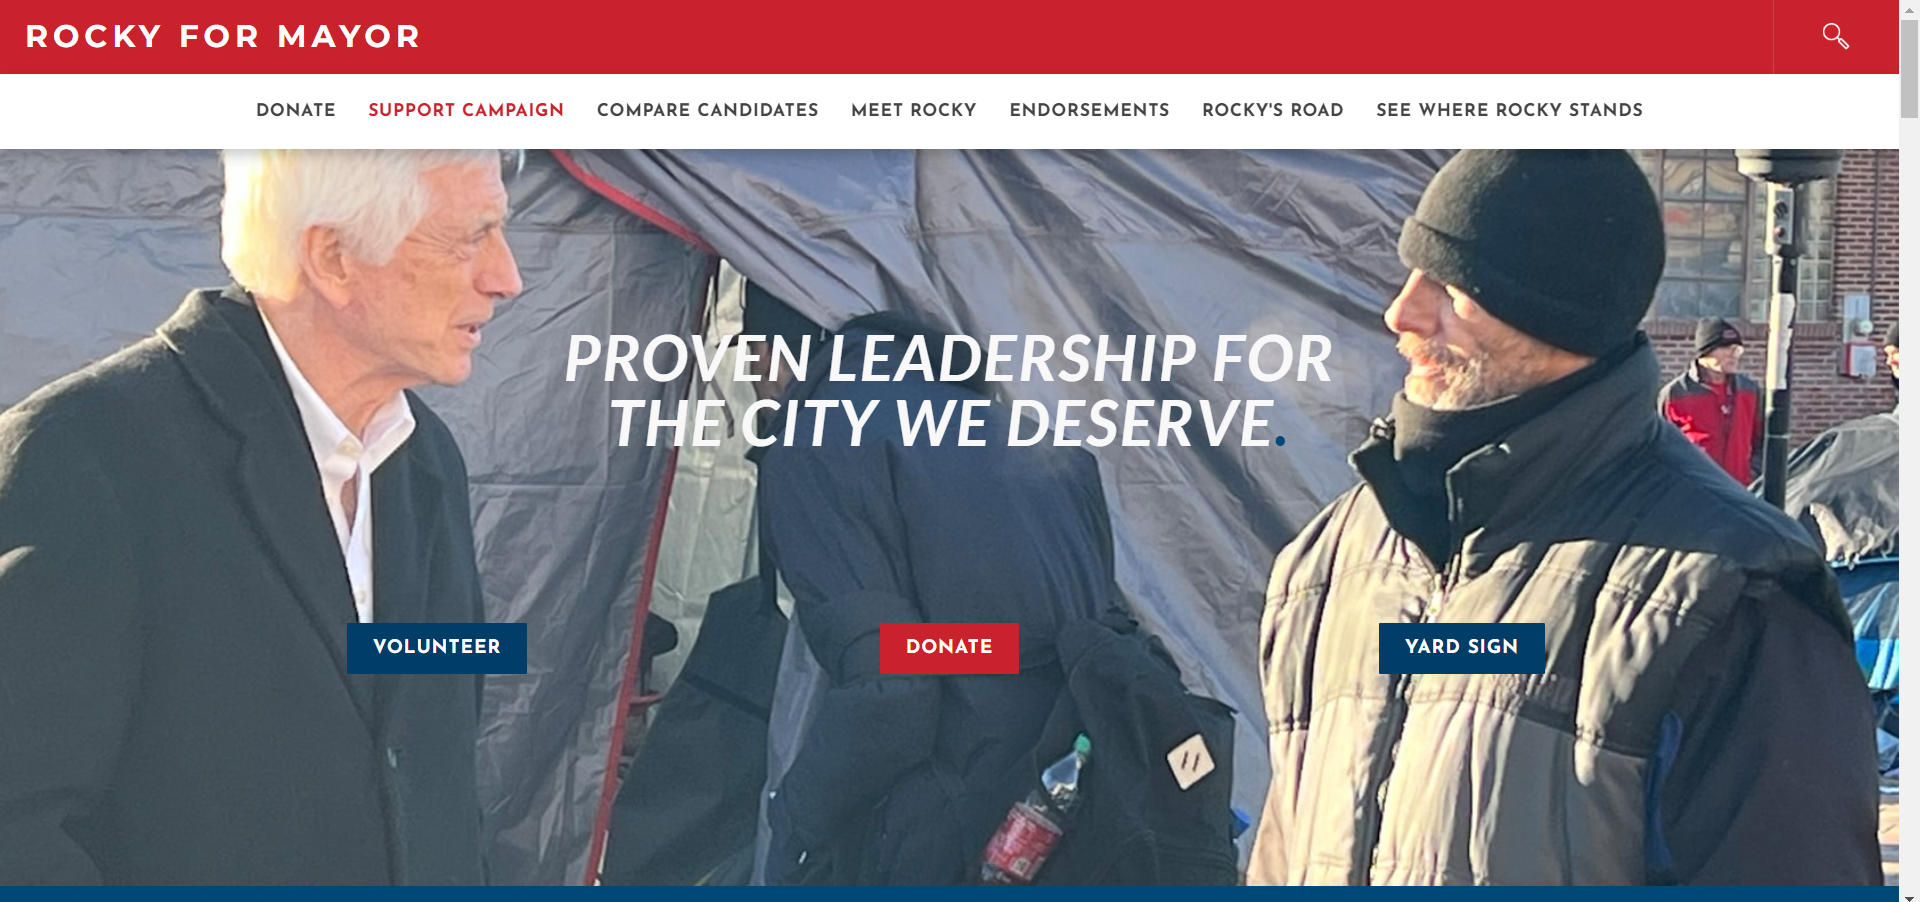 ROCKY FOR MAYOR
DONATE SUPPORT CAMPAIGN COMPARE CANDIDATES MEET ROCKY ENDORSEMENTS ROCKY'S ROAD SEE WHERE ROCKY STANDS
PROVEN LEADERSHIP FOR
THE CITY WE DESERVE.
VOLUNTEER DONATE YARD SIGN